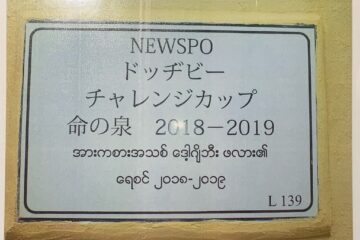 NEWSPO
ドッヂビー
チャレンジカップ
命の泉　2018－2019
အားကစားအသစ် ဒေါ့ဂျိဘီး ဖလား၏
ရေစင် ၂၀၁၈-၂၀၁၉
L 139